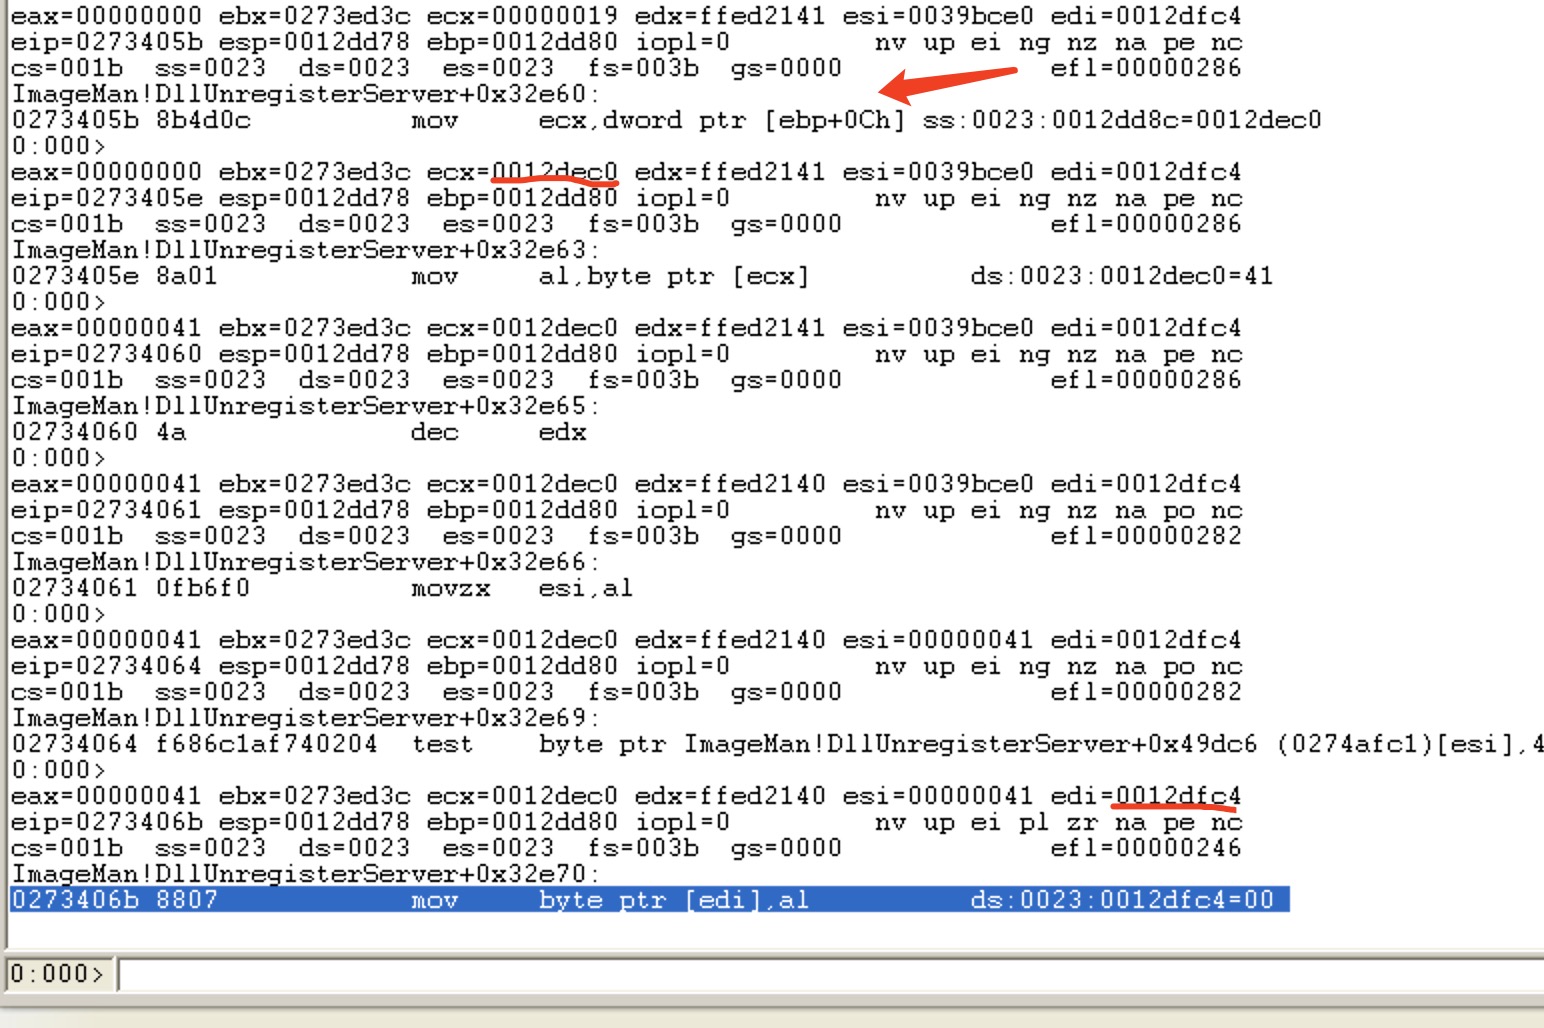 eax=00000000 ebx=0273ed3c ecx=00000019 edx=ffed2141 esi=0039bce0 edi=0012dfc4
eip=0273405b esp=0012dd78 ebp=0012dd80 iopl=0 nv up ei ng nz na pe nc
cs=001b ss=0023 ds=0023 es=0023 fs=003b gs=0000 efl=00000286
ImageMan!DllUnregisterServer+0x32e60:
0273405b 8b4d0c mov ecx,dword ptr [ebp+0Ch] ss:0023:0012dd8c=0012dec0
0:000>
eax=00000000 ebx=0273ed3c ecx=0012dec0 edx=ffed2141 esi=0039bce0 edi=0012dfc4
eip=0273405e esp=0012dd78 ebp=0012dd80 iopl=0 nv up ei ng nz na pe nc
cs=001b ss=0023 ds=0023 es=0023 fs=003b gs=0000 efl=00000286
ImageMan!DllUnregisterServer+0x32e63:
0273405e 8a01 mov al,byte ptr [ecx] ds:0023:0012dec0=41
0:000>
eax=00000041 ebx=0273ed3c ecx=0012dec0 edx=ffed2141 esi=0039bce0 edi=0012dfc4
eip=02734060 esp=0012dd78 ebp=0012dd80 iopl=0 nv up ei ng nz na pe nc
cs=001b ss=0023 ds=0023 es=0023 fs=003b gs=0000 efl=00000286
ImageMan!DllUnregisterServer+0x32e65:
02734060 4a dec edx
0:000>
eax=00000041 ebx=0273ed3c ecx=0012dec0 edx=ffed2140 esi=0039bce0 edi=0012dfc4
eip=02734061 esp=0012dd78 ebp=0012dd80 iopl=0 nv up ei ng nz na po nc
cs=001b ss=0023 ds=0023 es=0023 fs=003b gs=0000 efl=00000282
ImageMan!DllUnregisterServer+0x32e66:
02734061 0fb6f0 movzx esi,al
0:000>
eax=00000041 ebx=0273ed3c ecx=0012dec0 edx=ffed2140 esi=00000041 edi=0012dfc4
eip=02734064 esp=0012dd78 ebp=0012dd80 iopl=0 nv up ei ng nz na po nc
cs=001b ss=0023 ds=0023 es=0023 fs=003b gs=0000 efl=00000282
ImageMan!DllUnregisterServer+0x32e69:
02734064 f686c1af740204 test byte ptr ImageMan!DllUnregisterServer+0x49dc6 (0274afc1)[esi],4
0:000>
eax=00000041 ebx=0273ed3c ecx=0012dec0 edx=ffed2140 esi=00000041 edi=0012dfc4
eip=0273406b esp=0012dd78 ebp=0012dd80 iopl=0 nv up ei pl zr na pe nc
cs=001b ss=0023 ds=0023 es=0023 fs=003b gs=0000 efl=00000246
ImageMan!DllUnregisterServer+0x32e70:
0273406b 8807 mov byte ptr [edi],al ds:0023:0012dfc4=00
0:000>